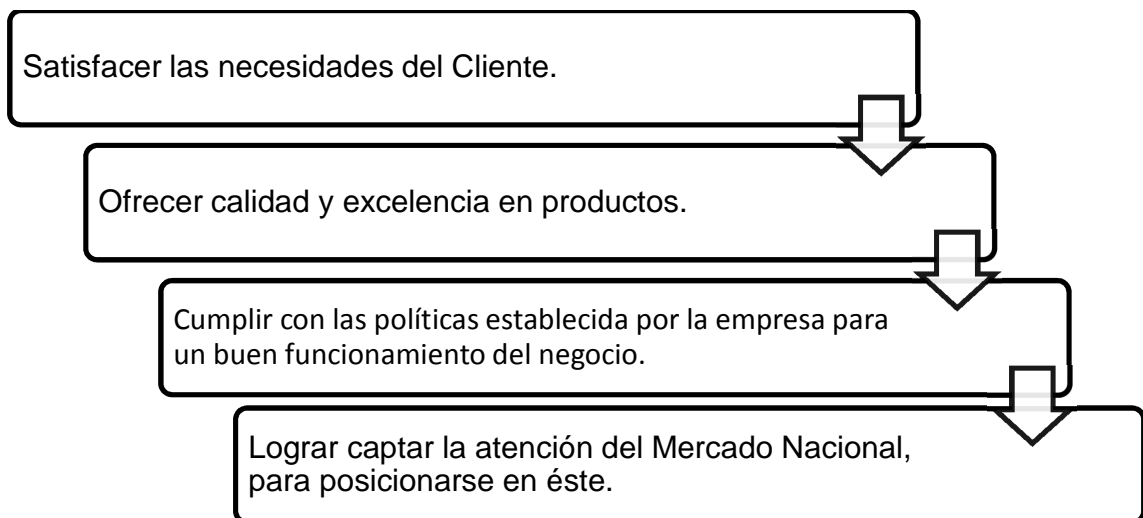 Satisfacer las necesidades del Cliente.
Ofrecer calidad y excelencia en productos.
Cumplir con las políticas establecida por la empresa para
un buen funcionamiento del negocio.
Lograr captar la atención del Mercado Nacional,
para posicionarse en éste.